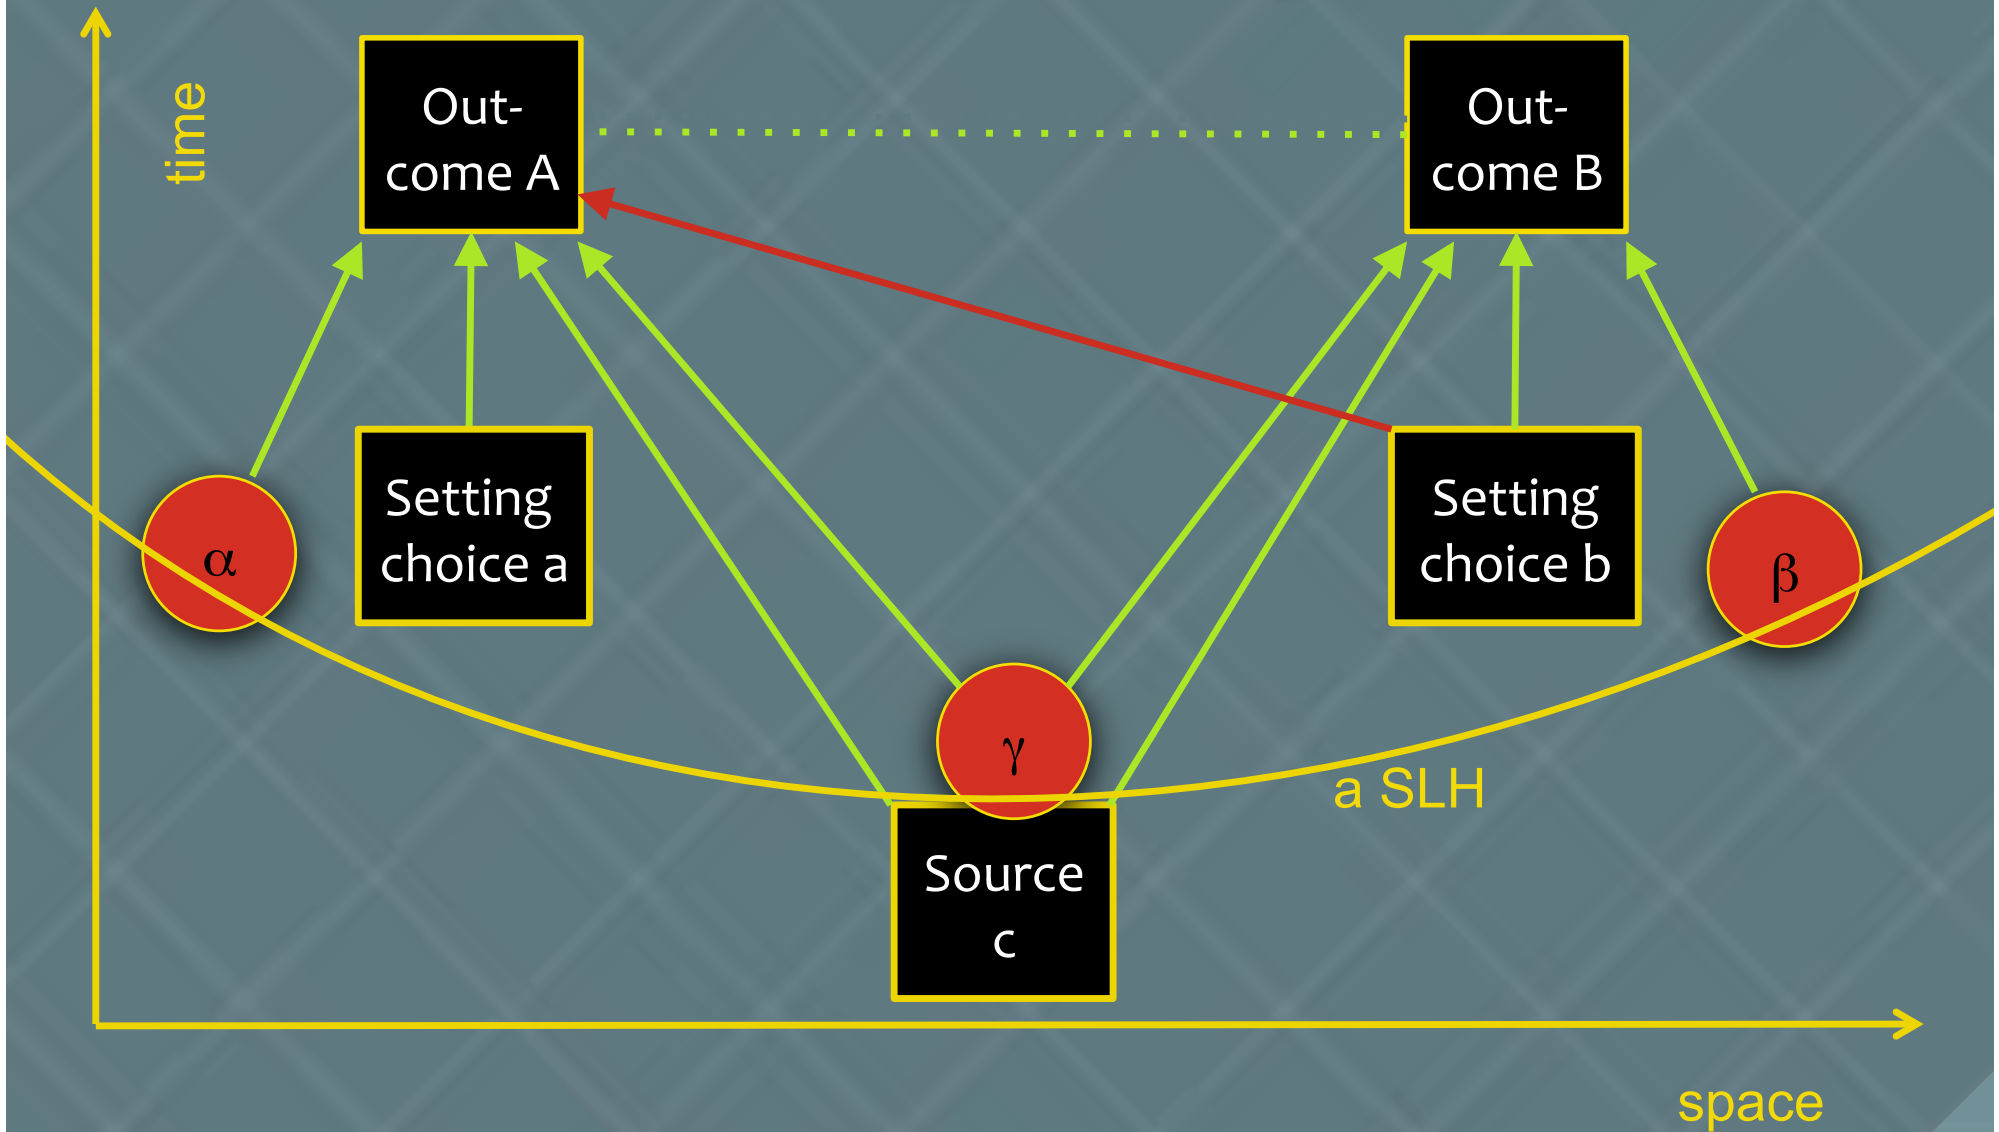 time
Out-
come A
Out-
come B
Setting
choice a
Setting
choice b
α
β
γ
a SLH
Source
c
space